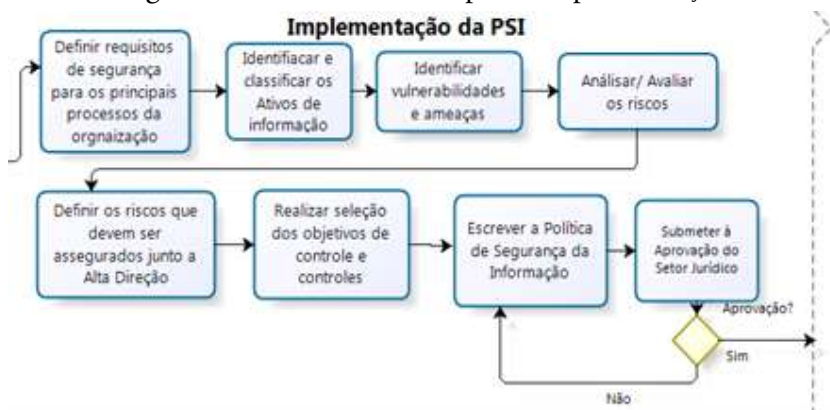 Implementação da PSI
Definir requisitos
de segurança
para os principais
processos da
orgnaização
Identifiacar e
classificar os
Ativos de
informação
Identificar
vulnerabilidades
e ameaças
Análisar/ Avaliar
os riscos
Definir os riscos que
devem ser
assegurados junto a
Alta Direção
Realizar seleção
dos objetivos de
controle e
controles
Escrever a Política
de Segurança da
Informação
Submeter à
Aprovação do
Setor Jurídico
Aprovação?
Sim
Não